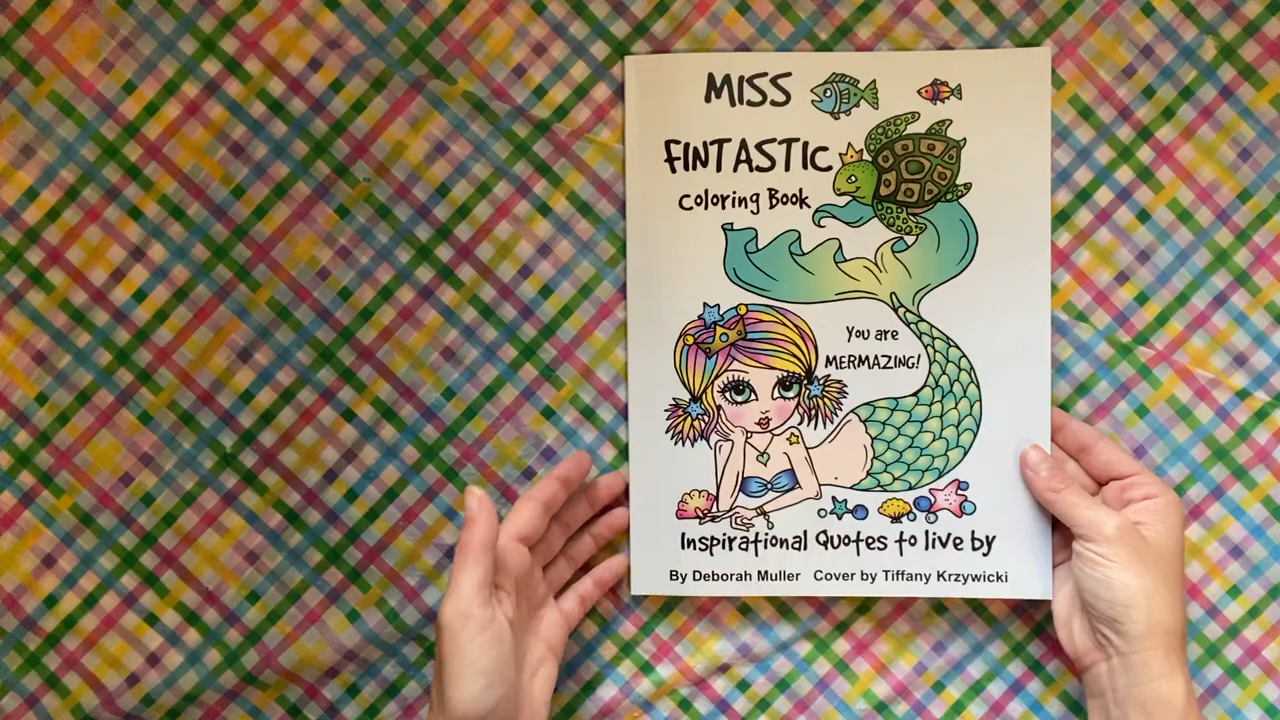 MISS
FINTASTIC
coloring Book
You are
MERMAZING!
Inspirational Quotes to live by
By Deborah Muller Cover by Tiffany Krzywicki